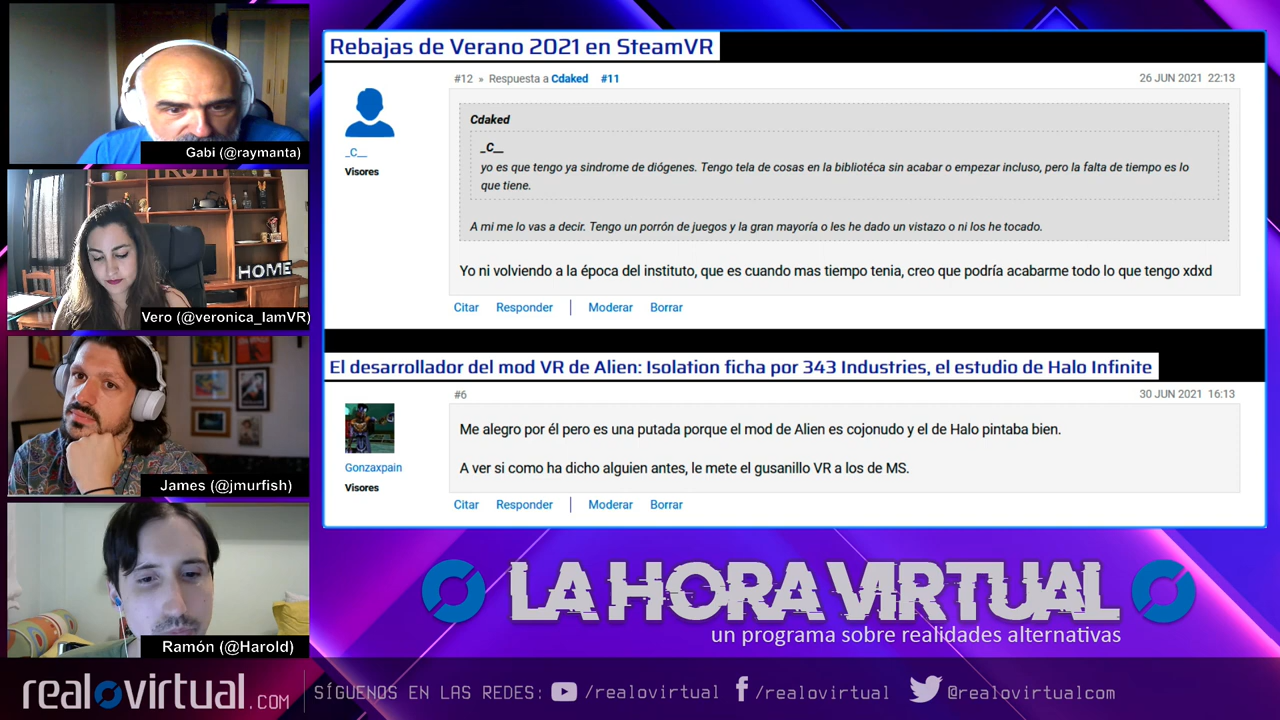 Gabi (@raymanta)
TRUTH
HOME
Vero (@veronica_IamVR)
James (@jmurfish)
Ramón (@Harold)
Rebajas de Verano 2021 en SteamVR
#12 » Respuesta a Cdaked #11
26 JUN 2021 22:13
_C__
Visores
Cdaked
_C__
yo es que tengo ya sindrome de diógenes. Tengo tela de cosas en la bibliotéca sin acabar o empezar incluso, pero la falta de tiempo es lo
que tiene.
A mi me lo vas a decir. Tengo un porrón de juegos y la gran mayoría o les he dado un vistazo o ni los he tocado.
Yo ni volviendo a la época del instituto, que es cuando mas tiempo tenia, creo que podría acabarme todo lo que tengo xdxd
Citar Responder | Moderar Borrar
El desarrollador del mod VR de Alien: Isolation ficha por 343 Industries, el estudio de Halo Infinite
#6
30 JUN 2021 16:13
Gonzaxpain
Visores
Me alegro por él pero es una putada porque el mod de Alien es cojonudo y el de Halo pintaba bien.
A ver si como ha dicho alguien antes, le mete el gusanillo VR a los de MS.
Citar Responder | Moderar Borrar
LA HORA VIRTUAL
un programa sobre realidades alternativas
realovirtual.com
SÍGUENOS EN LAS REDES: /realovirtual /realovirtual @realovirtualcom